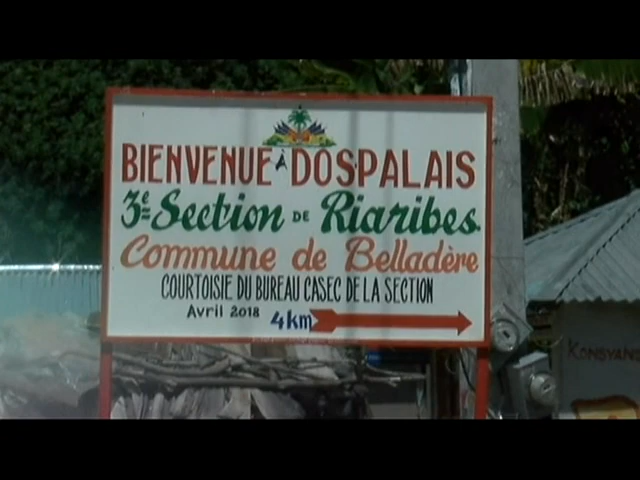 BIENVENUE À DOSPALAIS
3e Section DE Riaribes
Commune de Belladère
COURTOISIE DU BUREAU CASEC DE LA SECTION
Avril 2018 4km
KONSYANS